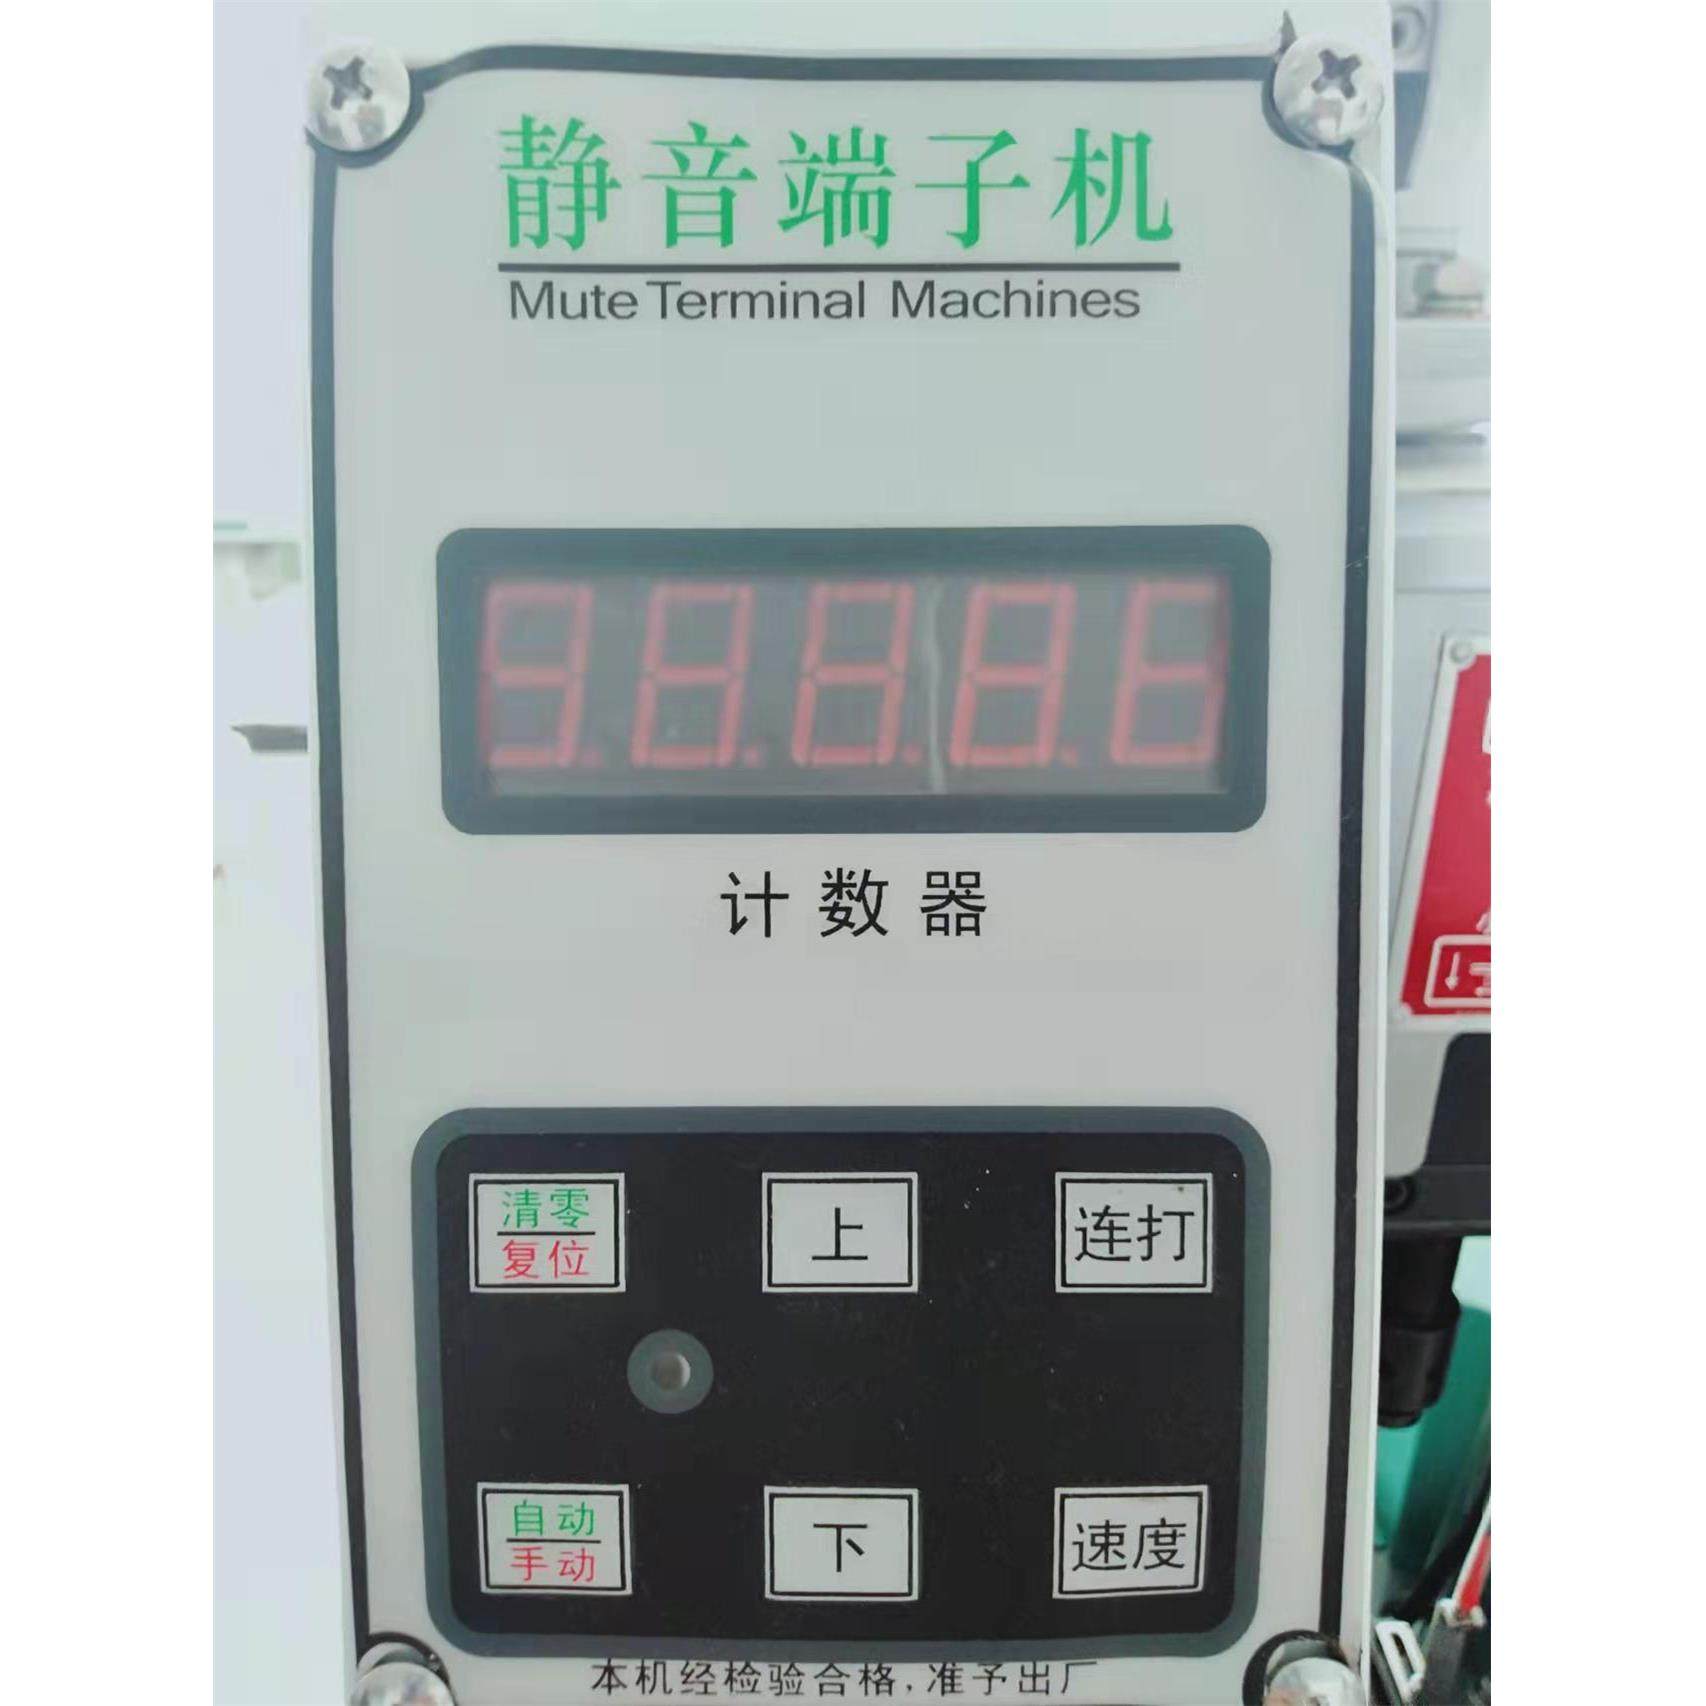 静音端子机
Mute Terminal Machines
计数器
清零 上 连打
复位
自动 下 速度
手动
本机经检验合格,准予出厂